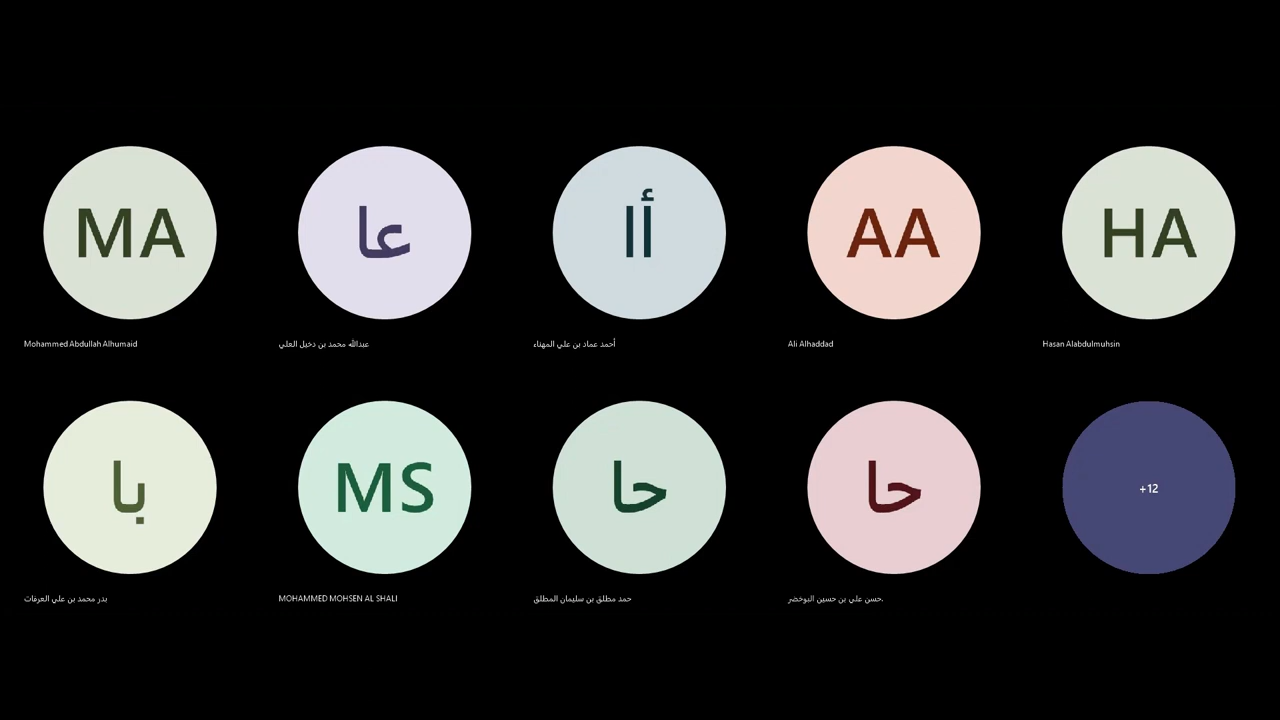 MA
عا
أا
AA
HA
Mohammed Abdullah Alhumaid
عبدالله محمد بن دخيل العلي
أحمد عماد بن علي المهناء
Ali Alhaddad
Hasan Alabdulmuhsin
با
MS
حا
حا
+12
بدر محمد بن علي العرفات
MOHAMMED MOHSEN AL SHALI
حمد مطلق بن سليمان المطلق
حسن علي بن حسين البوخضر.